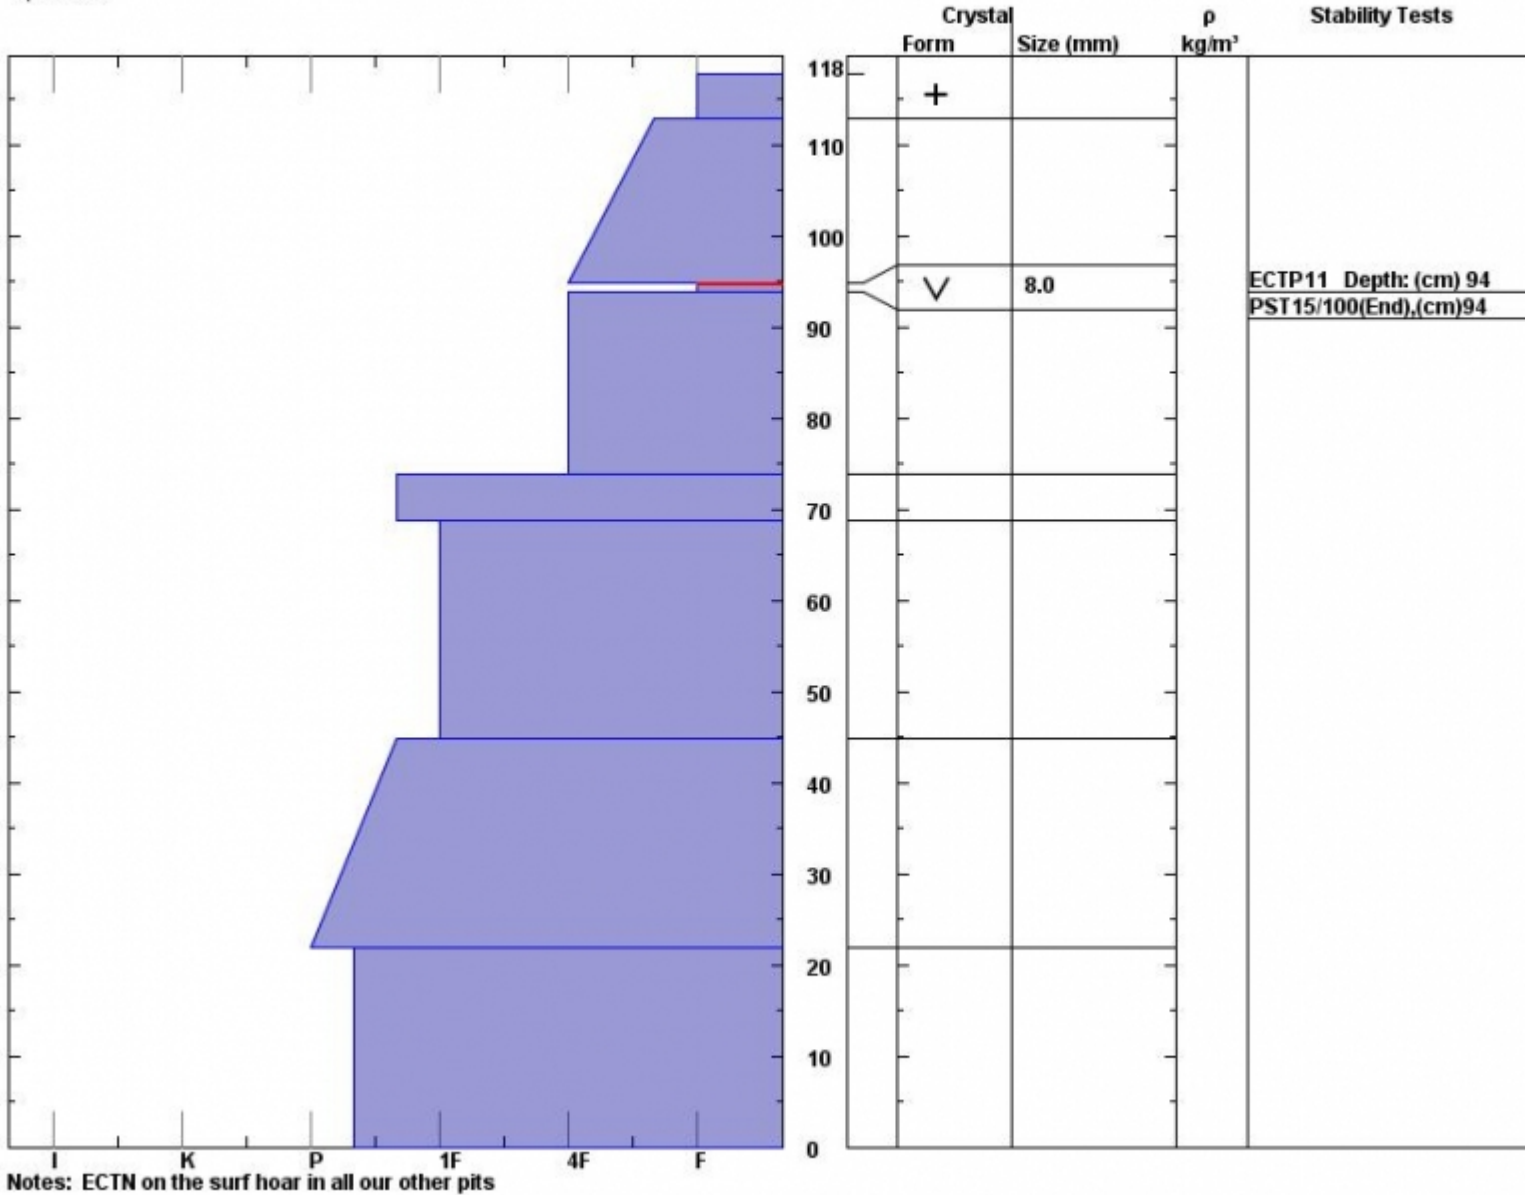 Crystal ρ Stability Tests
Form Size (mm) kg/m³
118
+
110
100
V 8.0 ECTP11 Depth: (cm) 94
PST15/100(End),(cm)94
90
80
70
60
50
40
30
20
10
0
I K P 1F 4F F
Notes: ECTN on the surf hoar in all our other pits